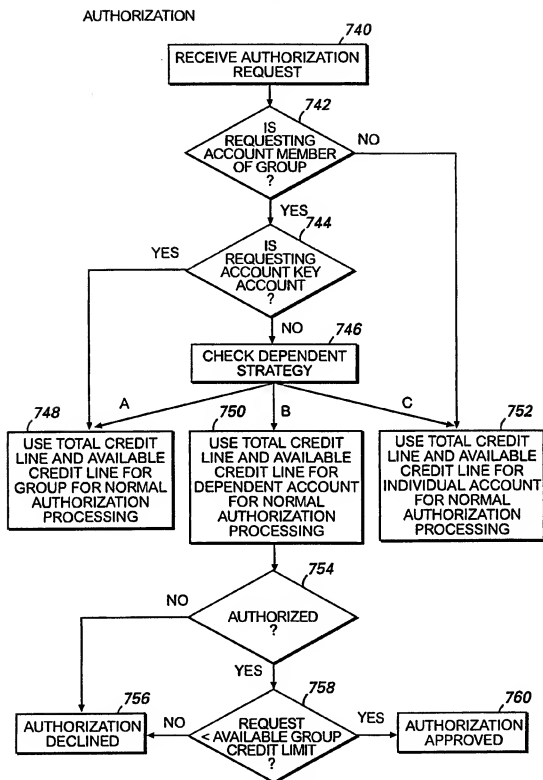 AUTHORIZATION
740
RECEIVE AUTHORIZATION
REQUEST
742
IS
REQUESTING
ACCOUNT MEMBER
OF GROUP
?
NO
YES
744
YES
IS
REQUESTING
ACCOUNT KEY
ACCOUNT
?
NO
746
CHECK DEPENDENT
STRATEGY
A
B
C
748
USE TOTAL CREDIT
LINE AND AVAILABLE
CREDIT LINE FOR
GROUP FOR NORMAL
AUTHORIZATION
PROCESSING
750
USE TOTAL CREDIT
LINE AND AVAILABLE
CREDIT LINE FOR
DEPENDENT ACCOUNT
FOR NORMAL
AUTHORIZATION
PROCESSING
752
USE TOTAL CREDIT
LINE AND AVAILABLE
CREDIT LINE FOR
INDIVIDUAL ACCOUNT
FOR NORMAL
AUTHORIZATION
PROCESSING
754
NO
AUTHORIZED
?
YES
756
AUTHORIZATION
DECLINED
758
NO
REQUEST
< AVAILABLE GROUP
CREDIT LIMIT
?
YES
760
AUTHORIZATION
APPROVED